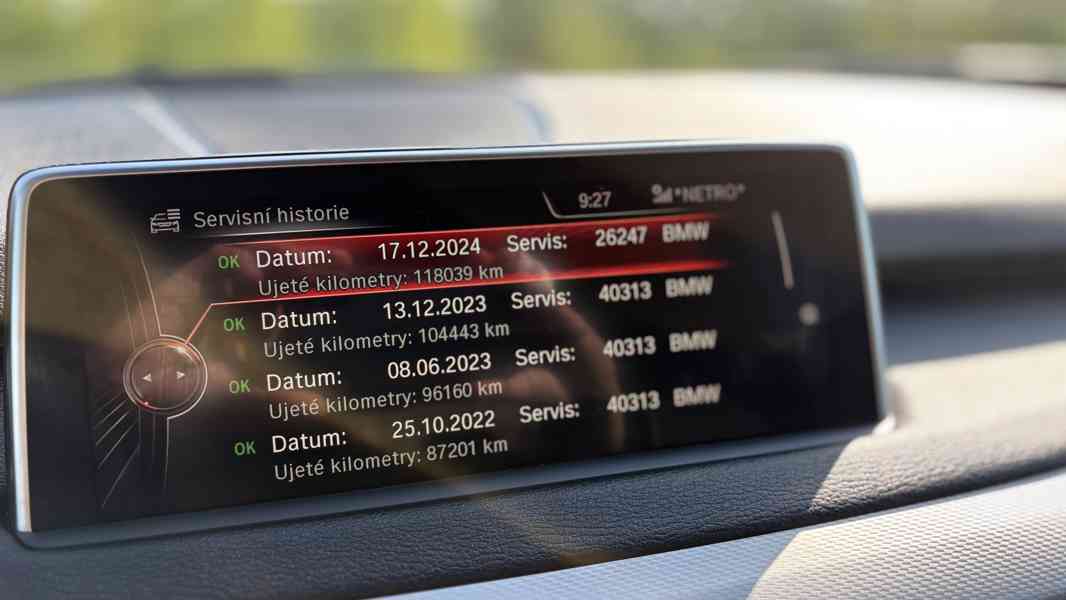 Servisní historie 9:27 *NETRO*
OK Datum: 17.12.2024 Servis: 26247 BMW
Ujeté kilometry: 118039 km
OK Datum: 13.12.2023 Servis: 40313 BMW
Ujeté kilometry: 104443 km
OK Datum: 08.06.2023 Servis: 40313 BMW
Ujeté kilometry: 96160 km
OK Datum: 25.10.2022 Servis: 40313 BMW
Ujeté kilometry: 87201 km